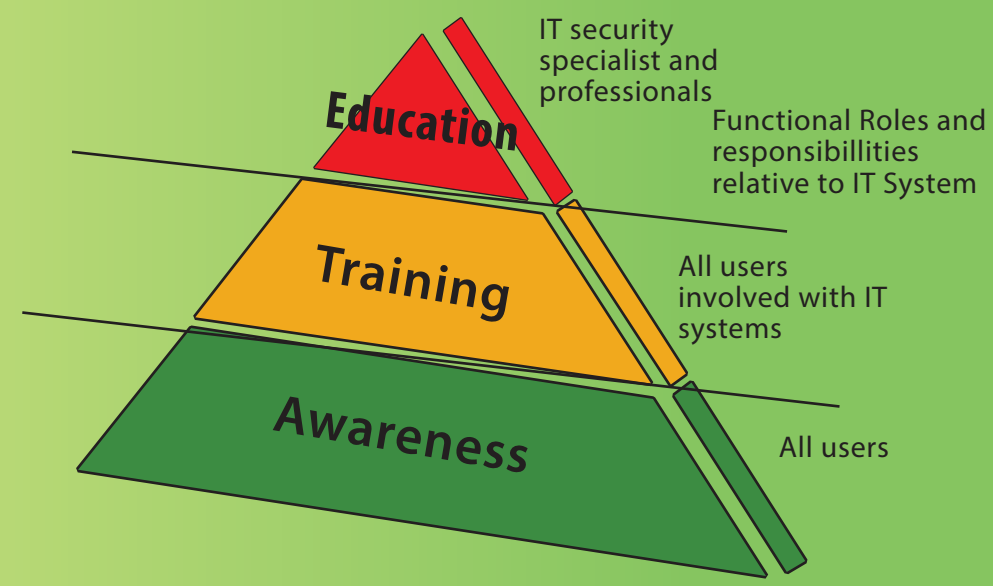 IT security
specialist and
professionals
Education
Functional Roles and
responsibillities
relative to IT System
Training
All users
involved with IT
systems
Awareness
All users